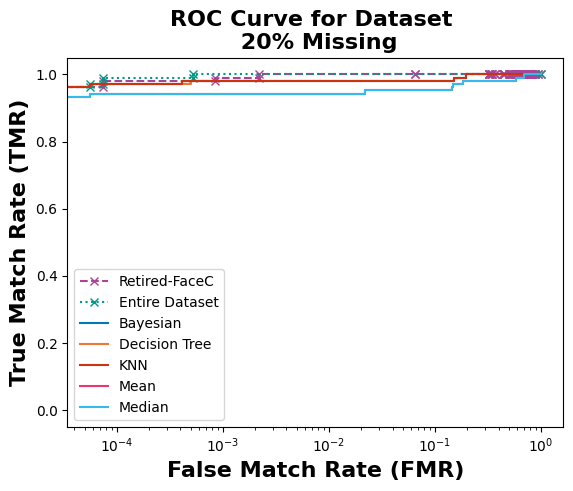 ROC Curve for Dataset
20% Missing
True Match Rate (TMR)
1.0
0.8
0.6
0.4
0.2
0.0
Retired-FaceC
Entire Dataset
Bayesian
Decision Tree
KNN
Mean
Median
10⁻⁴ 10⁻³ 10⁻² 10⁻¹ 10⁰
False Match Rate (FMR)